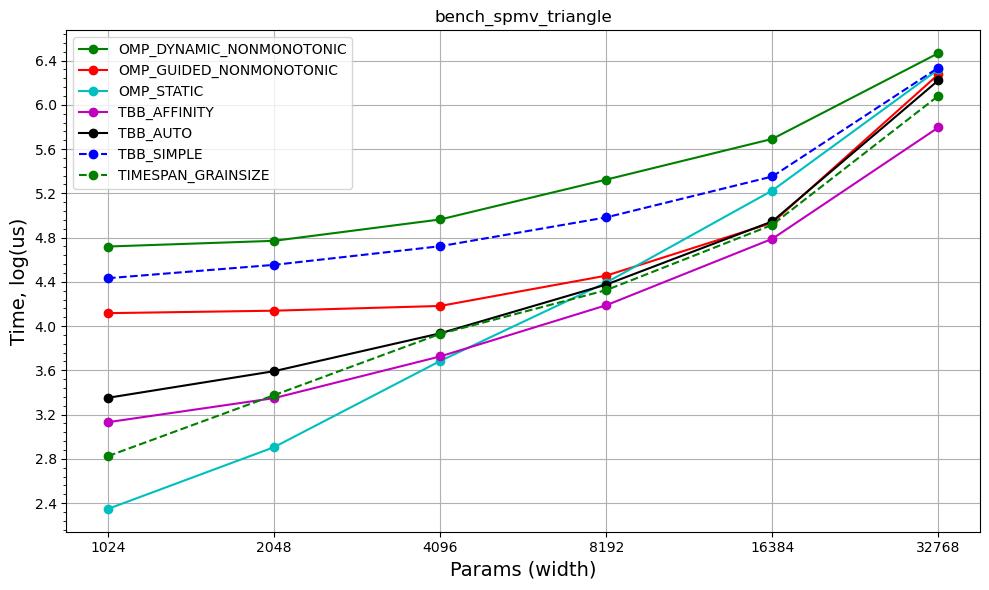 bench_spmv_triangle
OMP_DYNAMIC_NONMONOTONIC
OMP_GUIDED_NONMONOTONIC
OMP_STATIC
TBB_AFFINITY
TBB_AUTO
TBB_SIMPLE
TIMESPAN_GRAINSIZE
Time, log(us)
6.4
6.0
5.6
5.2
4.8
4.4
4.0
3.6
3.2
2.8
2.4
1024 2048 4096 8192 16384 32768
Params (width)